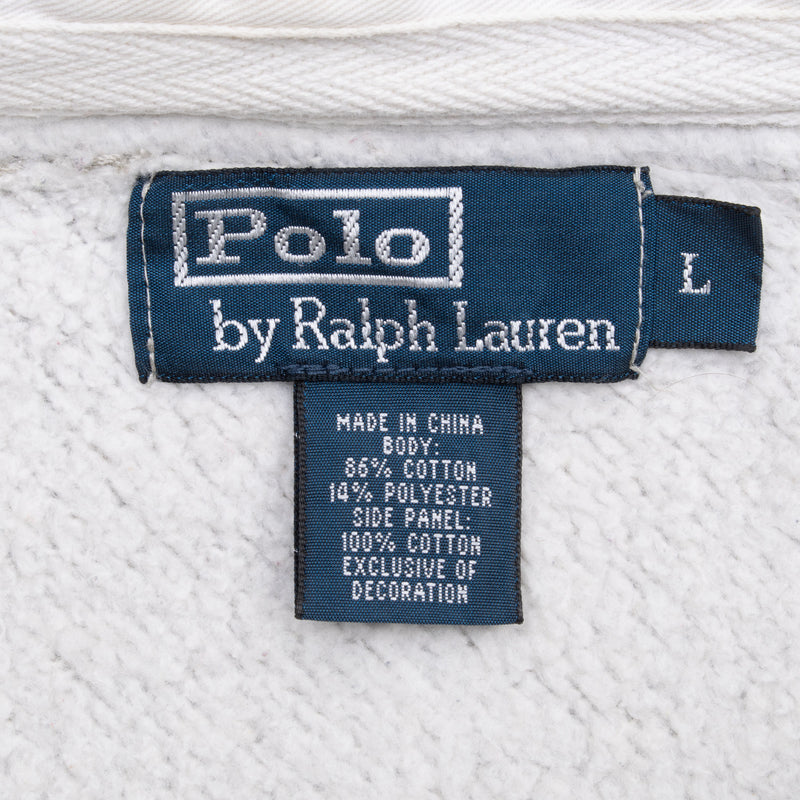 Polo
by Ralph Lauren
L
MADE IN CHINA
BODY:
86% COTTON
14% POLYESTER
SIDE PANEL:
100% COTTON
EXCLUSIVE OF
DECORATION